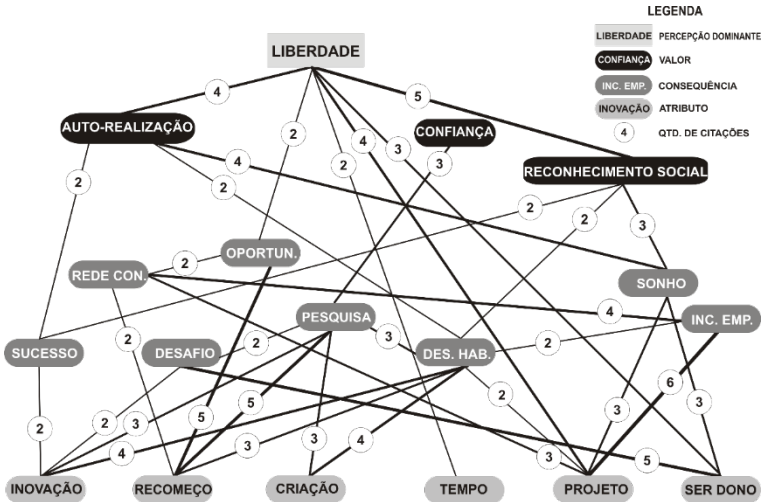 LEGENDA
LIBERDADE PERCEPÇÃO DOMINANTE
CONFIANÇA VALOR
INC. EMP. CONSEQUÊNCIA
INOVAÇÃO ATRIBUTO
4 QTD. DE CITAÇÕES
LIBERDADE
4
5
AUTO-REALIZAÇÃO
2
CONFIANÇA
4
3
4
2
3
RECONHECIMENTO SOCIAL
2
2
2
2
3
REDE CON.
2
OPORTUN.
SONHO
PESQUISA
4
INC. EMP.
SUCESSO
DESAFIO
2
2
3
DES. HAB.
2
6
2
2
3
5
5
3
3
4
2
3
3
4
3
5
INOVAÇÃO
RECOMEÇO
CRIAÇÃO
TEMPO
PROJETO
SER DONO